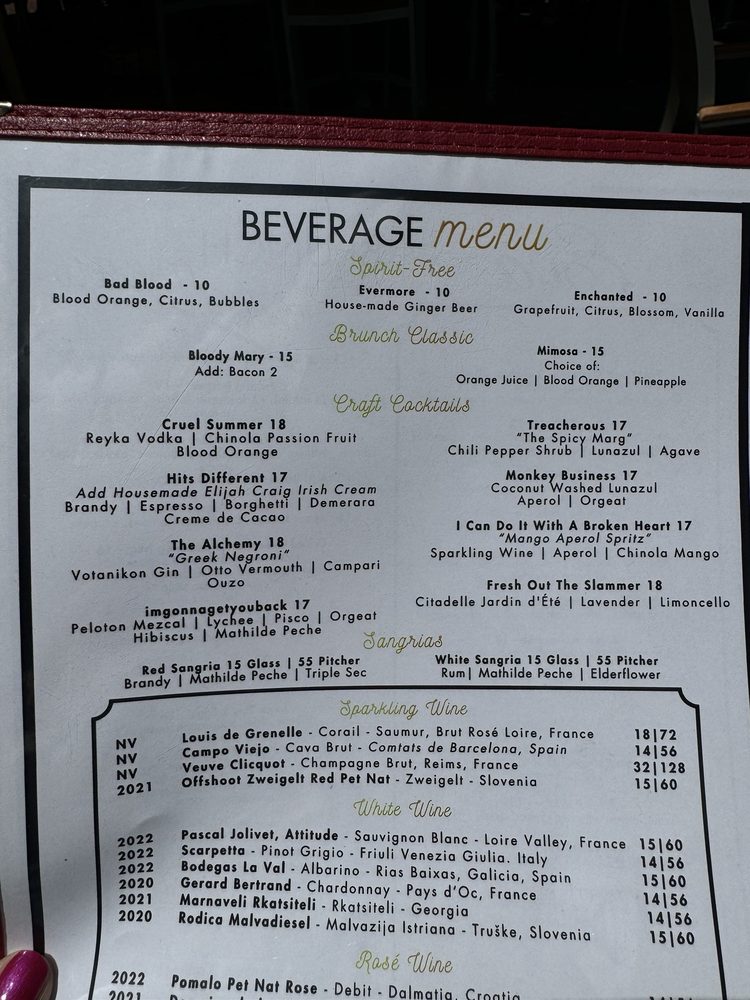 BEVERAGE menu
Spirit-Free
Bad Blood - 10
Blood Orange, Citrus, Bubbles
Evermore - 10
House-made Ginger Beer
Enchanted - 10
Grapefruit, Citrus, Blossom, Vanilla
Brunch Classic
Bloody Mary - 15
Add: Bacon 2
Mimosa - 15
Choice of:
Orange Juice | Blood Orange | Pineapple
Craft Cocktails
Cruel Summer 18
Reyka Vodka | Chinola Passion Fruit
Blood Orange
Hits Different 17
Add Housemade Elijah Craig Irish Cream
Brandy | Espresso | Borghetti | Demerara
Creme de Cacao
The Alchemy 18
"Greek Negroni"
Votanikon Gin | Otto Vermouth | Campari
Ouzo
imgonnagetyouback 17
Peloton Mezcal | Lychee | Pisco | Orgeat
Hibiscus | Mathilde Peche
Treacherous 17
"The Spicy Marg"
Chili Pepper Shrub | Lunazul | Agave
Monkey Business 17
Coconut Washed Lunazul
Aperol | Orgeat
I Can Do It With A Broken Heart 17
"Mango Aperol Spritz"
Sparkling Wine | Aperol | Chinola Mango
Fresh Out The Slammer 18
Citadelle Jardin d'Été | Lavender | Limoncello
Sangrias
Red Sangria 15 Glass | 55 Pitcher
Brandy | Mathilde Peche | Triple Sec
White Sangria 15 Glass | 55 Pitcher
Rum| Mathilde Peche | Elderflower
Sparkling Wine
NV Louis de Grenelle - Corail - Saumur, Brut Rosé Loire, France 18|72
NV Campo Viejo - Cava Brut - Comtats de Barcelona, Spain 14|56
NV Veuve Clicquot - Champagne Brut, Reims, France 32|128
2021 Offshoot Zweigelt Red Pet Nat - Zweigelt - Slovenia 15|60
White Wine
2022 Pascal Jolivet, Attitude - Sauvignon Blanc - Loire Valley, France 15|60
2022 Scarpetta - Pinot Grigio - Friuli Venezia Giulia. Italy 14|56
2022 Bodegas La Val - Albarino - Rias Baixas, Galicia, Spain 15|60
2020 Gerard Bertrand - Chardonnay - Pays d'Oc, France 14|56
2021 Marnaveli Rkatsiteli - Rkatsiteli - Georgia 14|56
2020 Rodica Malvadiesel - Malvazija Istriana - Truške, Slovenia 15|60
Rosé Wine
2022 Pomalo Pet Nat Rose - Debit - Dalmatia, Croatia
2021